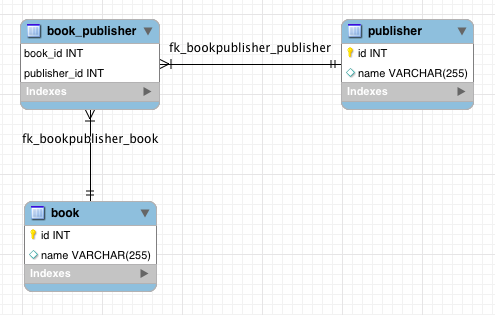 book_publisher
book_id INT
publisher_id INT
Indexes
fk_bookpublisher_publisher
publisher
id INT
name VARCHAR(255)
Indexes
fk_bookpublisher_book
book
id INT
name VARCHAR(255)
Indexes